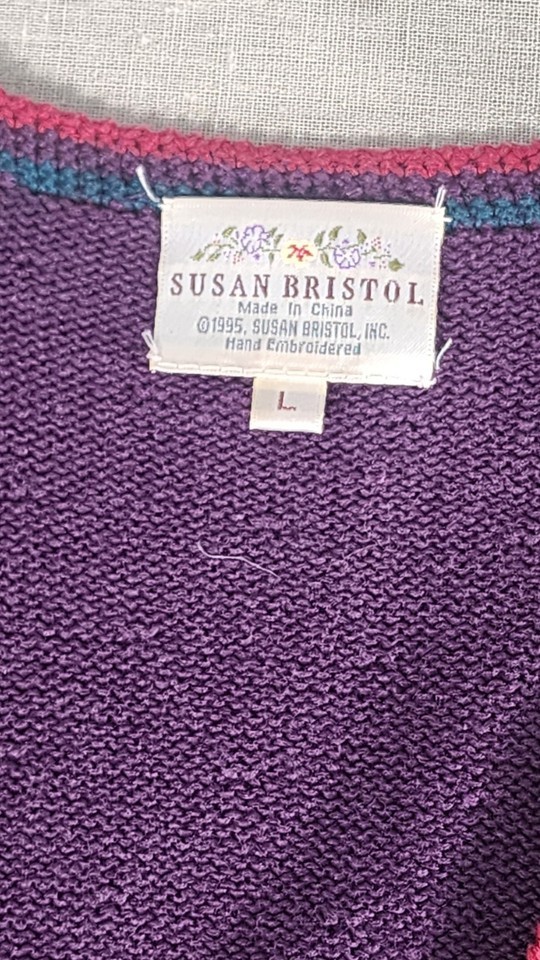 SUSAN BRISTOL
Made in China
©1995, SUSAN BRISTOL, INC.
Hand Embroidered
L